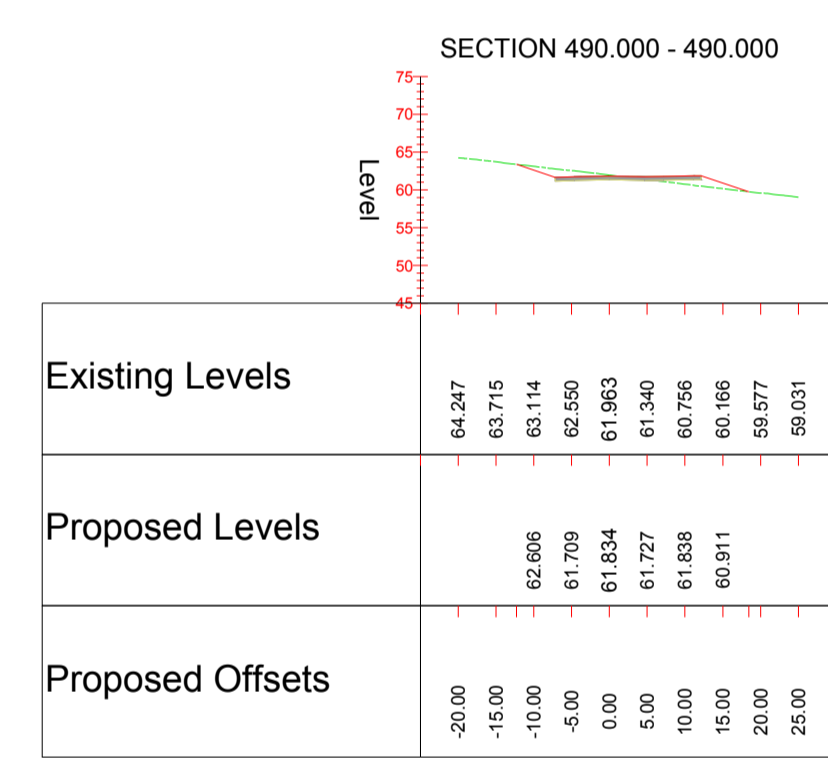 SECTION 490.000 - 490.000
75
70
65
60
55
50
45
Level
Existing Levels
64.247 63.715 63.114 62.550 61.963 61.340 60.756 60.166 59.577 59.031
Proposed Levels
62.606 61.709 61.834 61.727 61.838 60.911
Proposed Offsets
-20.00 -15.00 -10.00 -5.00 0.00 5.00 10.00 15.00 20.00 25.00